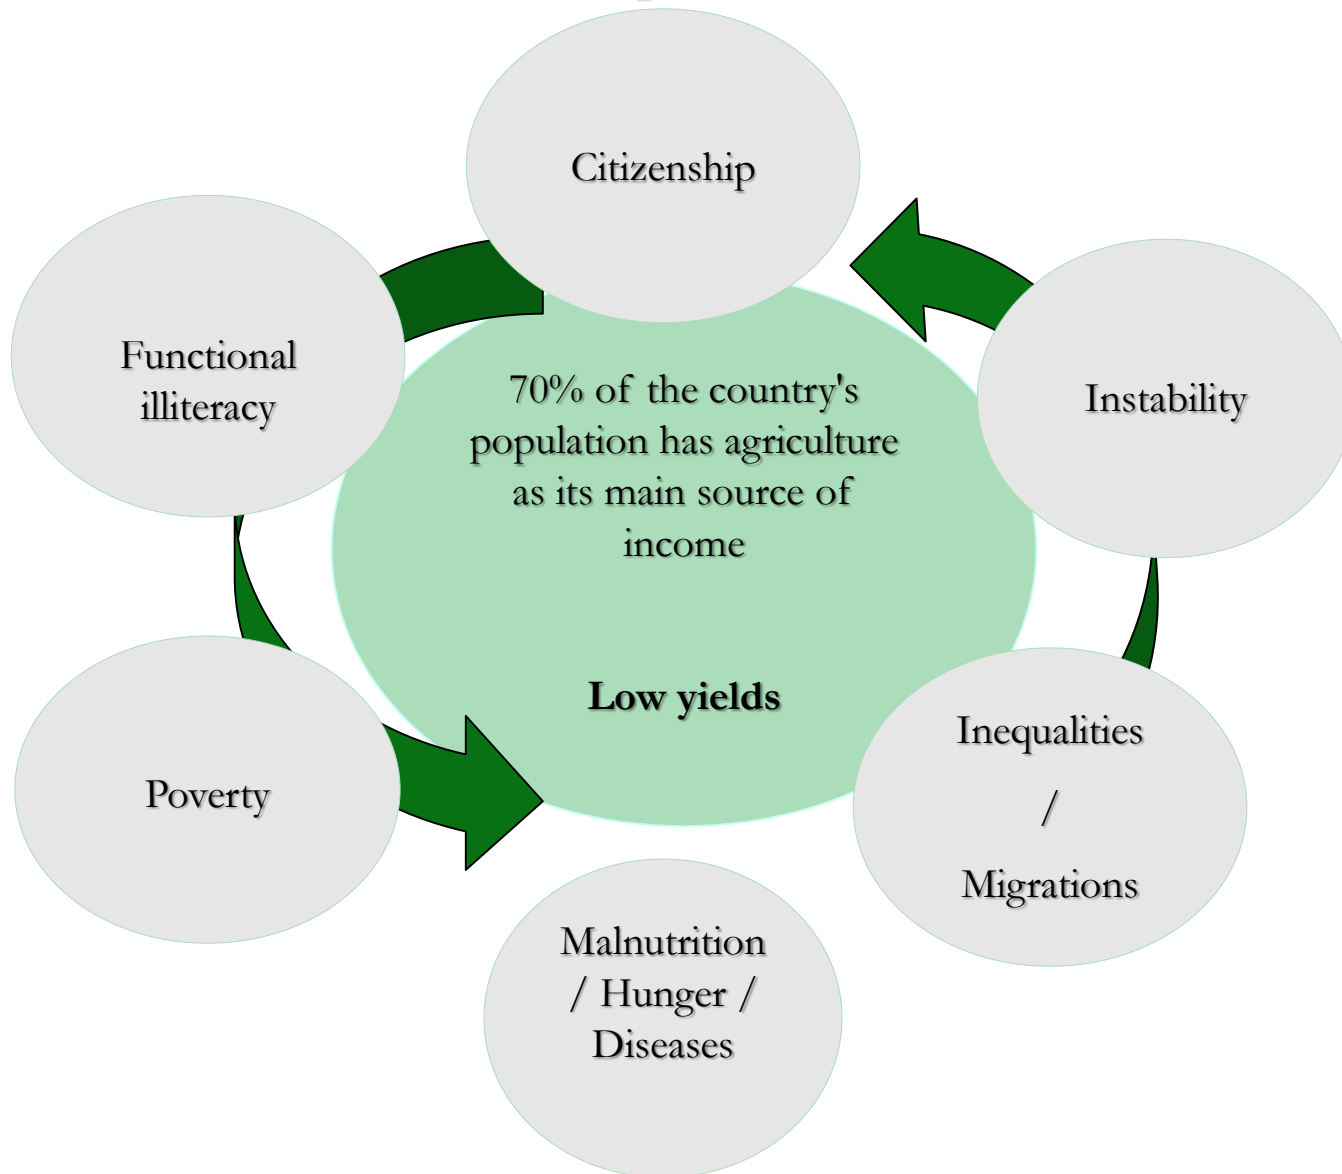 Citizenship
Functional
illiteracy
70% of the country's
population has agriculture
as its main source of
income
Instability
Low yields
Inequalities
/
Migrations
Poverty
Malnutrition
/ Hunger /
Diseases